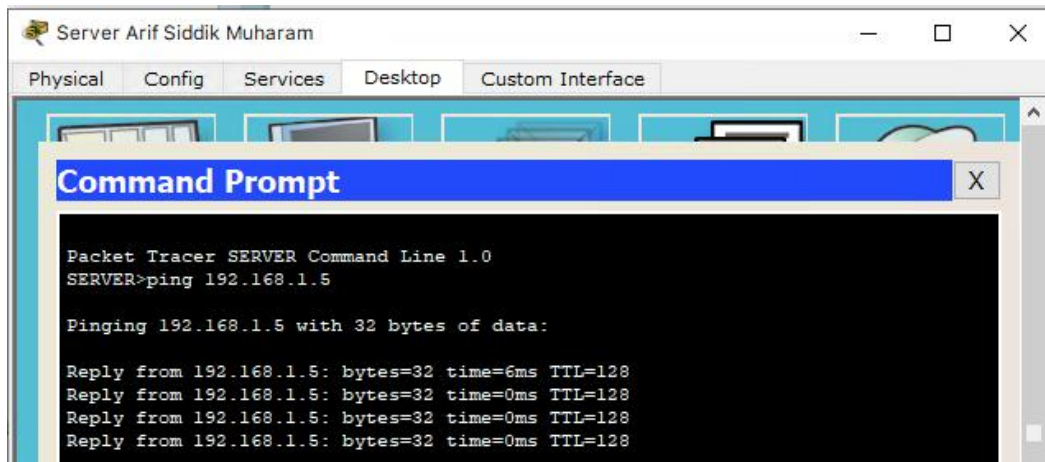 Server Arif Siddik Muharam
Physical Config Services Desktop Custom Interface
Command Prompt
X
Packet Tracer SERVER Command Line 1.0
SERVER>ping 192.168.1.5
Pinging 192.168.1.5 with 32 bytes of data:
Reply from 192.168.1.5: bytes=32 time=6ms TTL=128
Reply from 192.168.1.5: bytes=32 time=0ms TTL=128
Reply from 192.168.1.5: bytes=32 time=0ms TTL=128
Reply from 192.168.1.5: bytes=32 time=0ms TTL=128